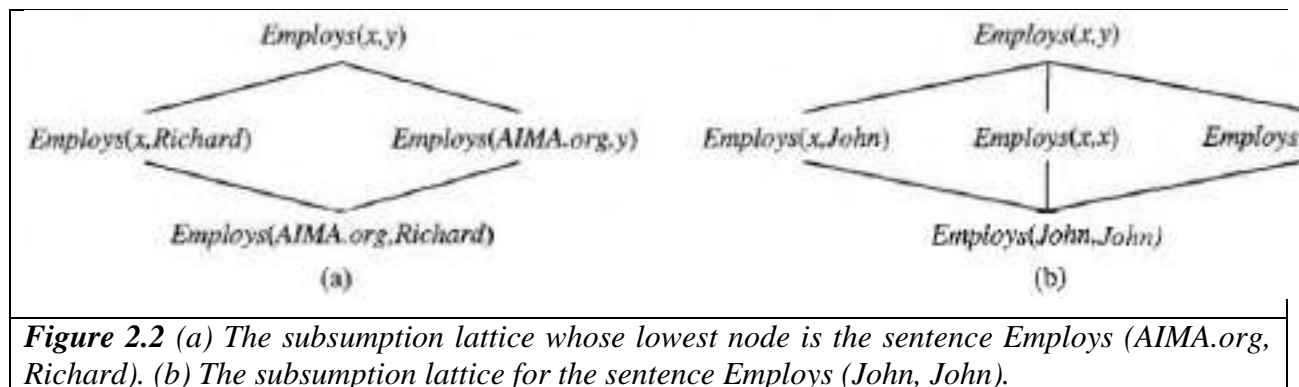 Employs(x,y)
Employs(x,y)
Employs(x,Richard) Employs(AIMA.org,y)
Employs(x,John) Employs(x,x) Employs
Employs(AIMA.org,Richard)
Employs(John,John)
(a)
(b)
Figure 2.2 (a) The subsumption lattice whose lowest node is the sentence Employs (AIMA.org,
Richard). (b) The subsumption lattice for the sentence Employs (John, John).